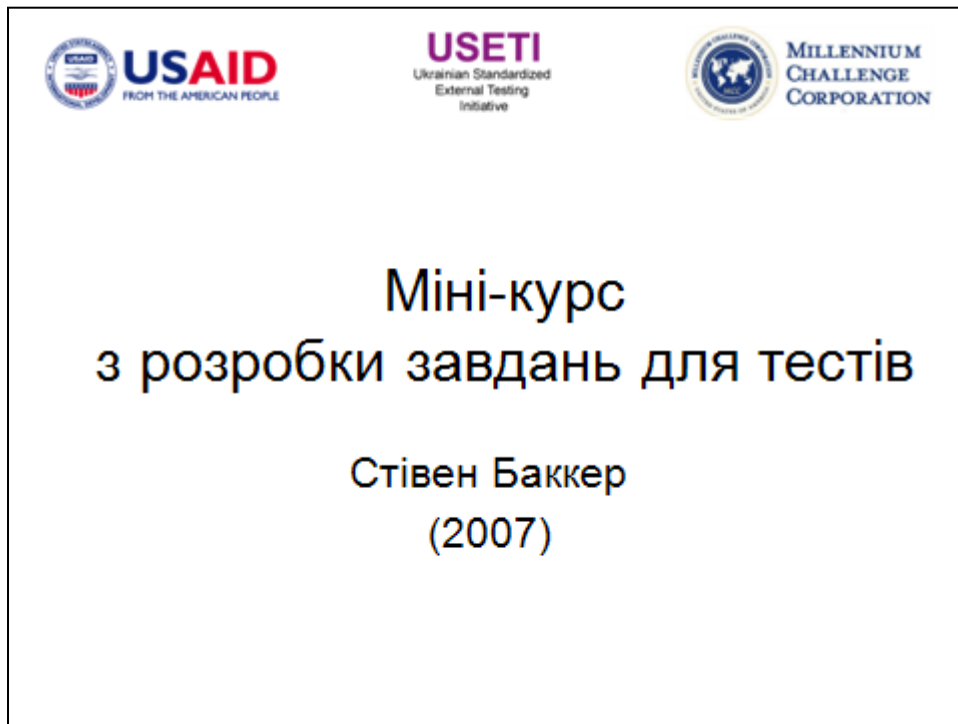 USAID
FROM THE AMERICAN PEOPLE
USETI
Ukrainian Standardized
External Testing
Initiative
MILLENNIUM
CHALLENGE
CORPORATION
Міні-курс
з розробки завдань для тестів
Стівен Баккер
(2007)